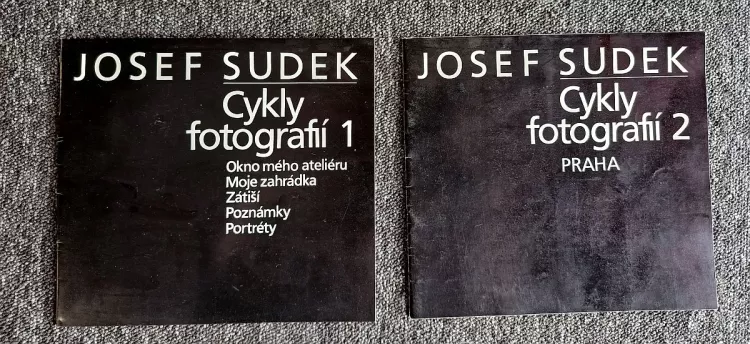 JOSEF SUDEK
Cykly
fotografií 1
Okno mého ateliéru
Moje zahrádka
Zátiší
Poznámky
Portréty
JOSEF SUDEK
Cykly
fotografií 2
PRAHA